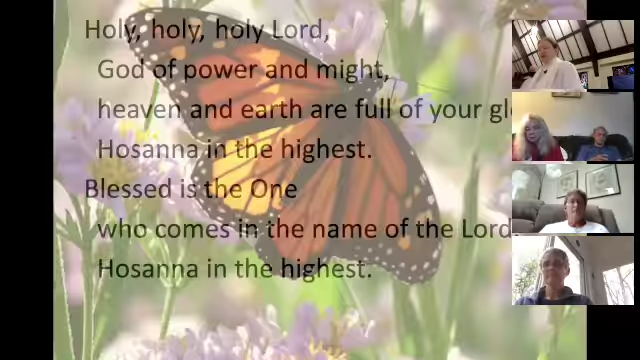 Holy, holy, holy Lord,
God of power and might,
heaven and earth are full of your gl
Hosanna in the highest.
Blessed is the One
who comes in the name of the Lord
Hosanna in the highest.